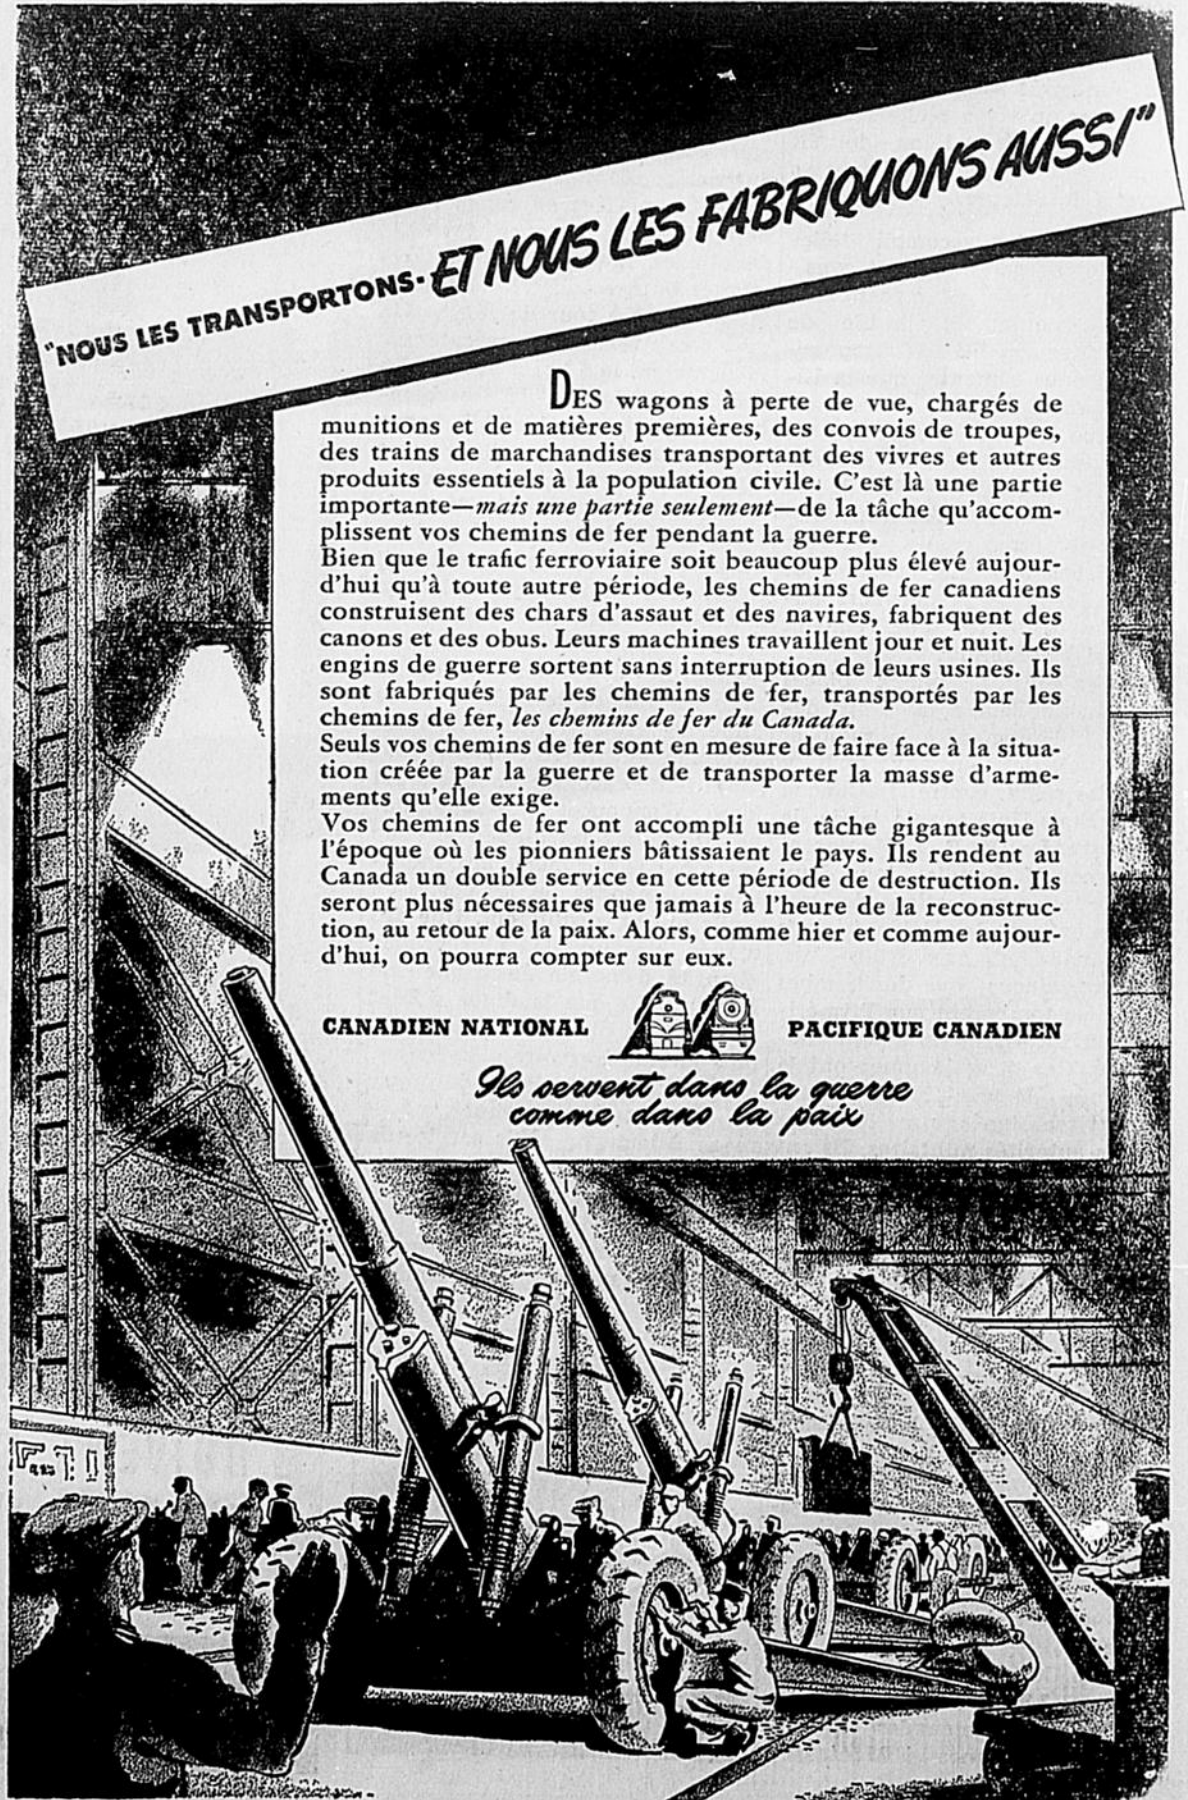 "NOUS LES TRANSPORTONS- ET NOUS LES FABRIQUONS AUSSI"
DES wagons à perte de vue, chargés de
munitions et de matières premières, des convois de troupes,
des trains de marchandises transportant des vivres et autres
produits essentiels à la population civile. C'est là une partie
importante—mais une partie seulement—de la tâche qu'accom-
plissent vos chemins de fer pendant la guerre.
Bien que le trafic ferroviaire soit beaucoup plus élevé aujour-
d'hui qu'à toute autre période, les chemins de fer canadiens
construisent des chars d'assaut et des navires, fabriquent des
canons et des obus. Leurs machines travaillent jour et nuit. Les
engins de guerre sortent sans interruption de leurs usines. Ils
sont fabriqués par les chemins de fer, transportés par les
chemins de fer, les chemins de fer du Canada.
Seuls vos chemins de fer sont en mesure de faire face à la situa-
tion créée par la guerre et de transporter la masse d'arme-
ments qu'elle exige.
Vos chemins de fer ont accompli une tâche gigantesque à
l'époque où les pionniers bâtissaient le pays. Ils rendent au
Canada un double service en cette période de destruction. Ils
seront plus nécessaires que jamais à l'heure de la reconstruc-
tion, au retour de la paix. Alors, comme hier et comme aujour-
d'hui, on pourra compter sur eux.
CANADIEN NATIONAL PACIFIQUE CANADIEN
Ils servent dans la guerre
comme dans la paix